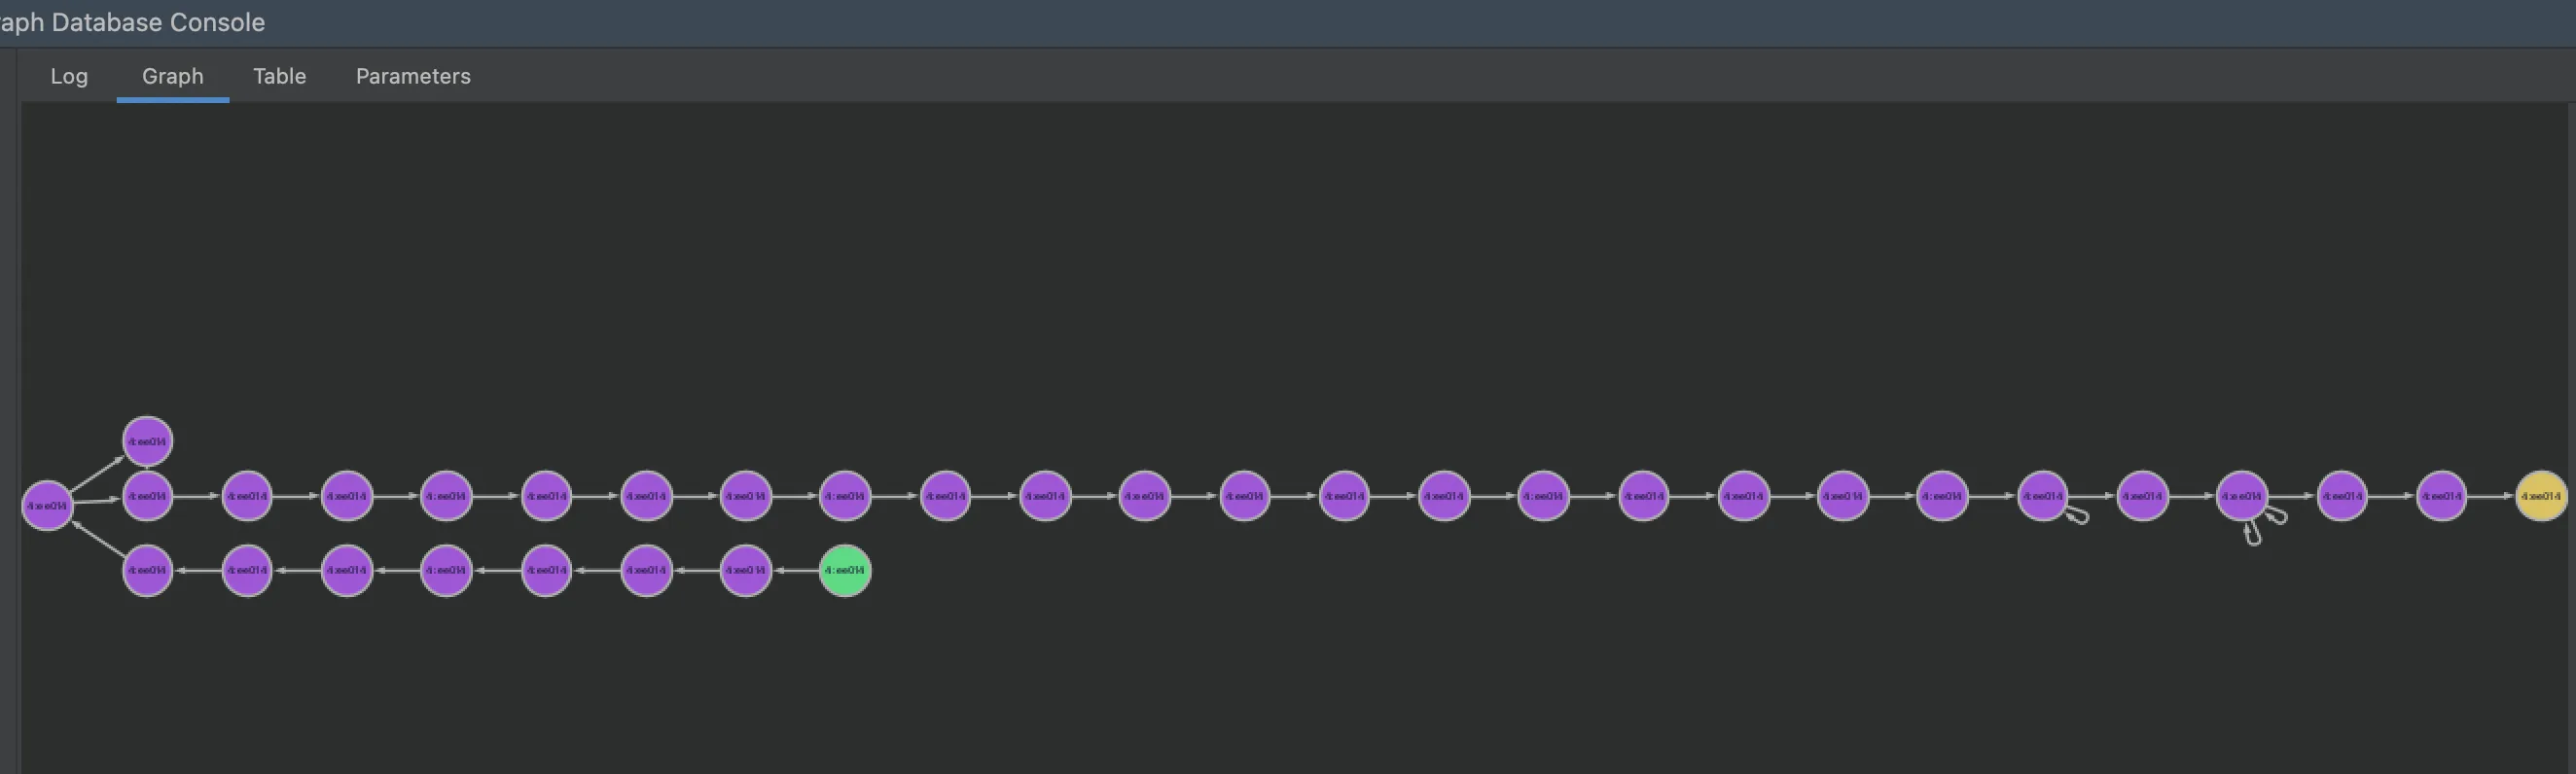 aph Database Console
Log Graph Table Parameters
4:ee014
4:ee014 4:ee014 4:ee014 4:ee014 4:ee014 4:ee014 4:ee014 4:ee014 4:ee014 4:ee014 4:ee014 4:ee014 4:ee014 4:ee014 4:ee014 4:ee014 4:ee014 4:ee014 4:ee014 4:ee014 4:ee014 4:ee014 4:ee014 4:ee014 4:ee014
4:ee014
4:ee014 4:ee014 4:ee014 4:ee014 4:ee014 4:ee014 4:ee014 4:ee014